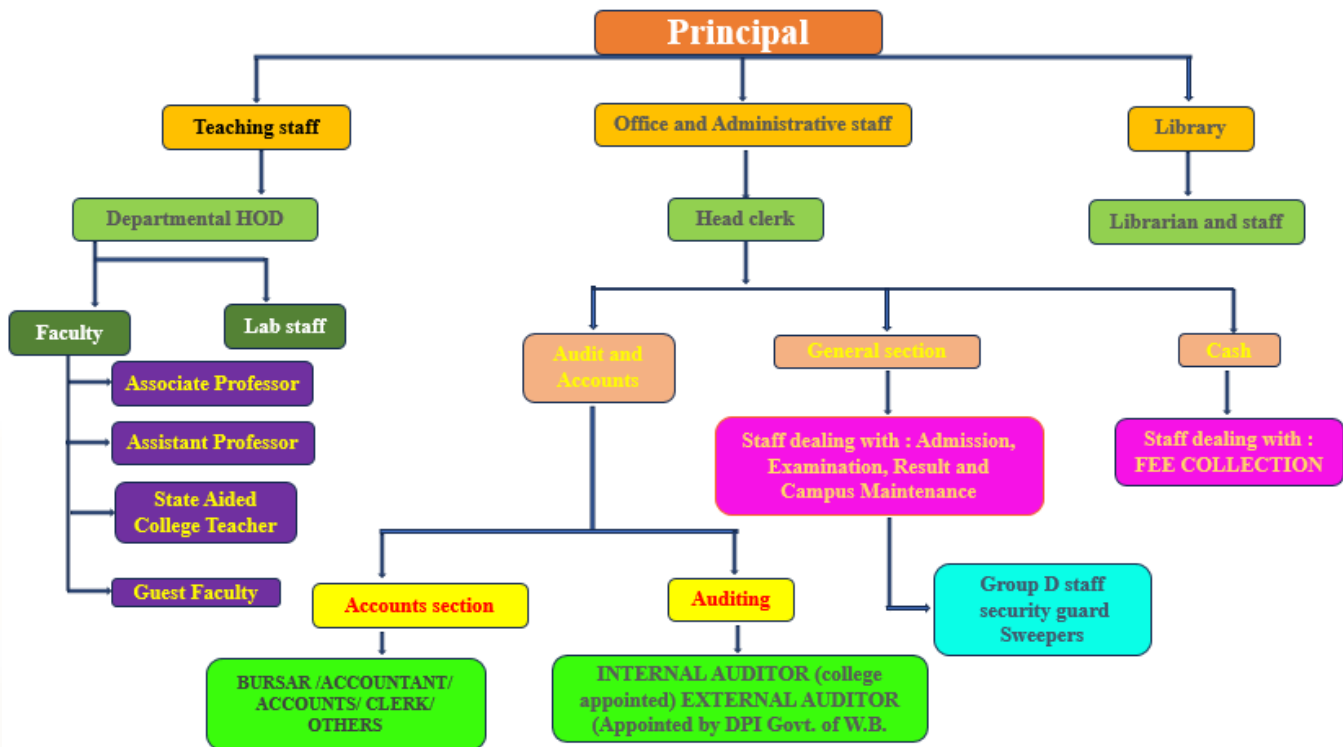 Principal
Teaching staff
Office and Administrative staff
Library
Departmental HOD
Head clerk
Librarian and staff
Faculty
Lab staff
Audit and
Accounts
General section
Cash
Associate Professor
Assistant Professor
State Aided
College Teacher
Guest Faculty
Staff dealing with : Admission,
Examination, Result and
Campus Maintenance
Staff dealing with :
FEE COLLECTION
Accounts section
Auditing
Group D staff
security guard
Sweepers
BURSAR /ACCOUNTANT/
ACCOUNTS/ CLERK/
OTHERS
INTERNAL AUDITOR (college
appointed) EXTERNAL AUDITOR
(Appointed by DPI Govt. of W.B.